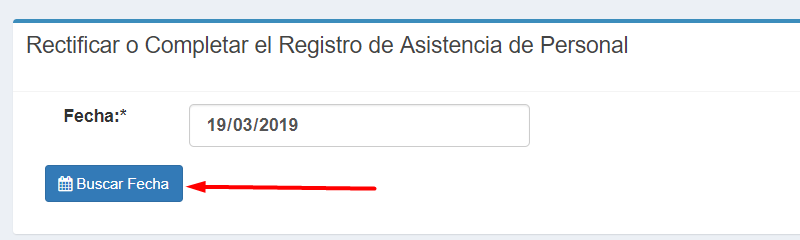 Rectificar o Completar el Registro de Asistencia de Personal
Fecha:* 19/03/2019
Buscar Fecha